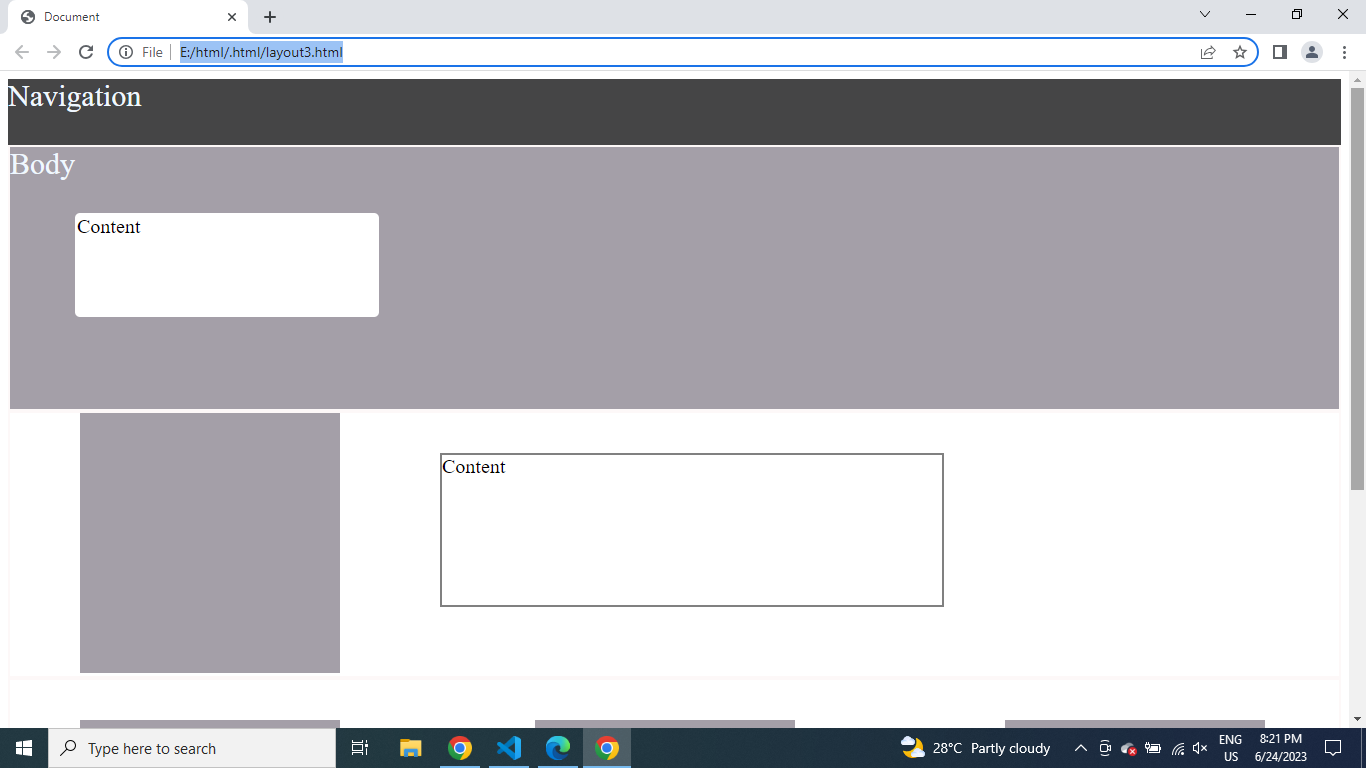 Document
File
E:/html/.html/layout3.html
Navigation
Body
Content
Content
Type here to search
28°C Partly cloudy
ENG
US
8:21 PM
6/24/2023